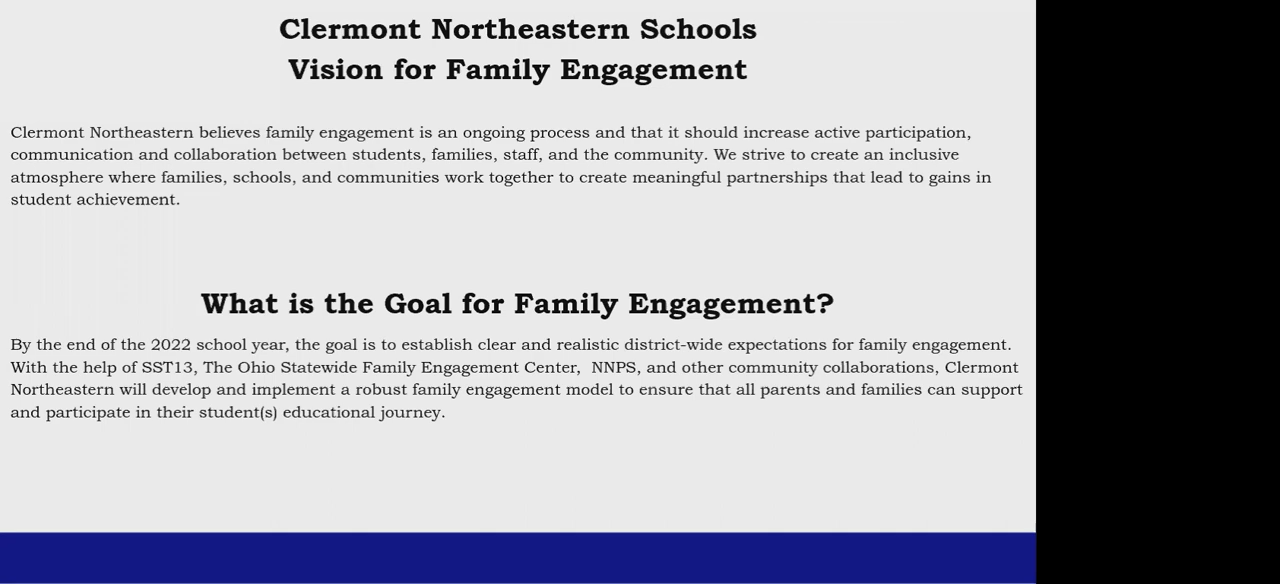 Clermont Northeastern Schools
Vision for Family Engagement
Clermont Northeastern believes family engagement is an ongoing process and that it should increase active participation,
communication and collaboration between students, families, staff, and the community. We strive to create an inclusive
atmosphere where families, schools, and communities work together to create meaningful partnerships that lead to gains in
student achievement.
What is the Goal for Family Engagement?
By the end of the 2022 school year, the goal is to establish clear and realistic district-wide expectations for family engagement.
With the help of SST13, The Ohio Statewide Family Engagement Center,  NNPS, and other community collaborations, Clermont
Northeastern will develop and implement a robust family engagement model to ensure that all parents and families can support
and participate in their student(s) educational journey.